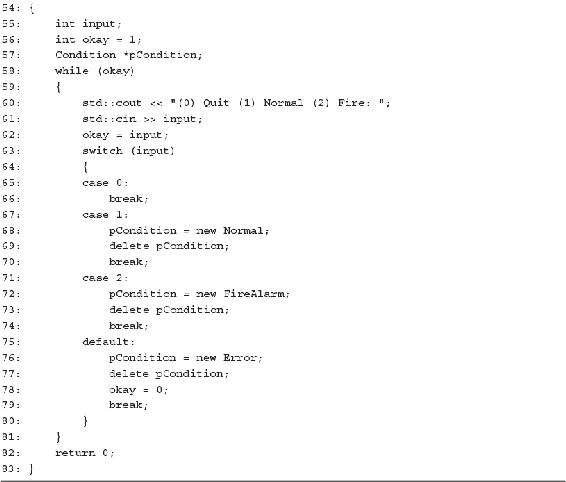 54: {
55:     int input;
56:     int okay = 1;
57:     Condition *pCondition;
58:     while (okay)
59:     {
60:         std::cout << "(0) Quit (1) Normal (2) Fire: ";
61:         std::cin >> input;
62:         okay = input;
63:         switch (input)
64:         {
65:         case 0:
66:             break;
67:         case 1:
68:             pCondition = new Normal;
69:             delete pCondition;
70:             break;
71:         case 2:
72:             pCondition = new FireAlarm;
73:             delete pCondition;
74:             break;
75:         default:
76:             pCondition = new Error;
77:             delete pCondition;
78:             okay = 0;
79:             break;
80:         }
81:     }
82:     return 0;
83: }